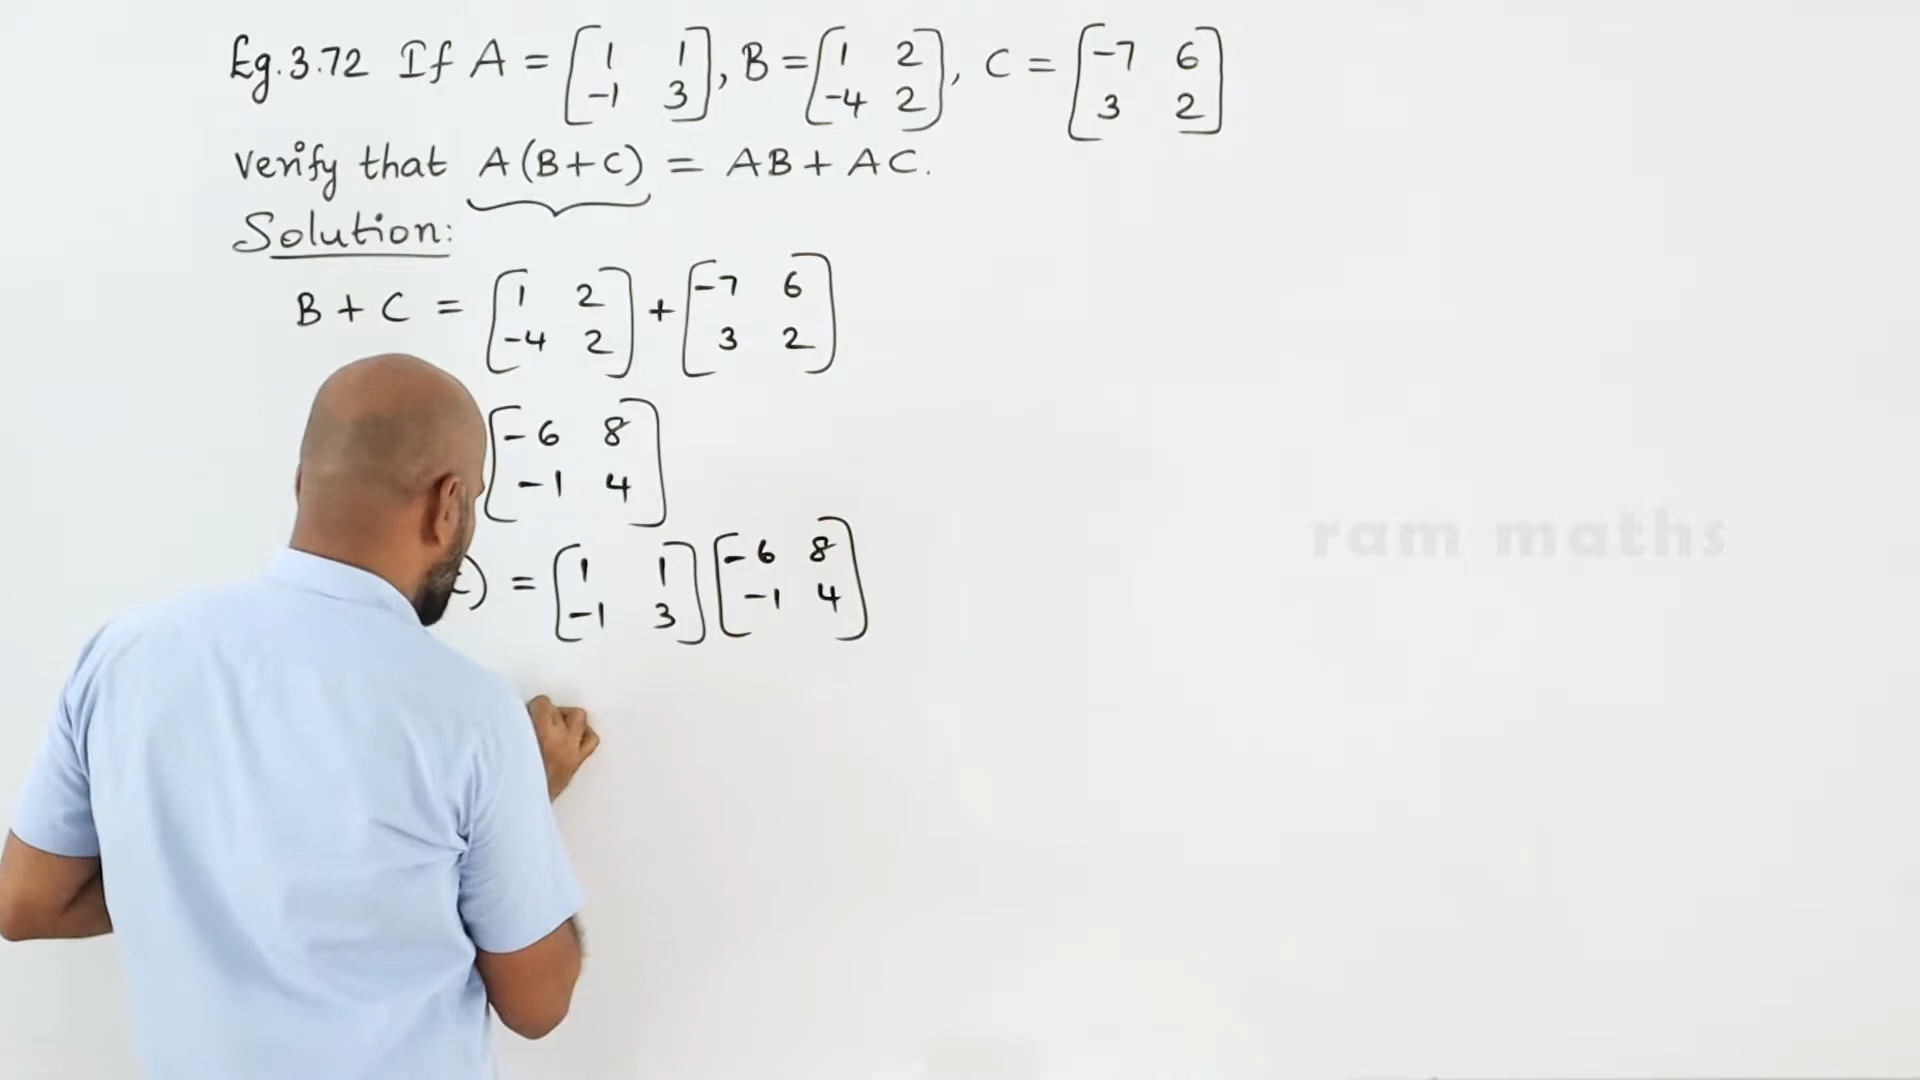 Eg.3.72 If A = [1 1 -1 3], B = [1 2 -4 2], C = [-7 6 3 2]
verify that A(B+C) = AB + AC.
Solution:
B + C = [1 2 -4 2] + [-7 6 3 2]
[-6 8 -1 4]
) = [1 1 -1 3] [-6 8 -1 4]
ram maths